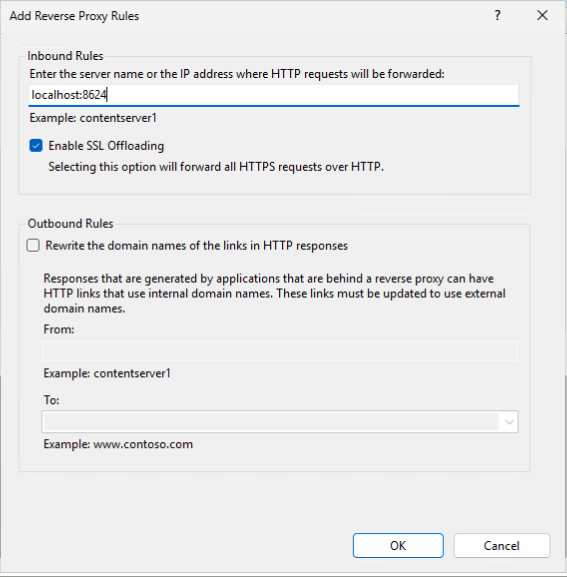 Add Reverse Proxy Rules
?
Inbound Rules
Enter the server name or the IP address where HTTP requests will be forwarded:
localhost:8624
Example: contentserver1
Enable SSL Offloading
Selecting this option will forward all HTTPS requests over HTTP.
Outbound Rules
Rewrite the domain names of the links in HTTP responses
Responses that are generated by applications that are behind a reverse proxy can have
HTTP links that use internal domain names. These links must be updated to use external
domain names.
From:
Example: contentserver1
To:
Example: www.contoso.com
OK
Cancel